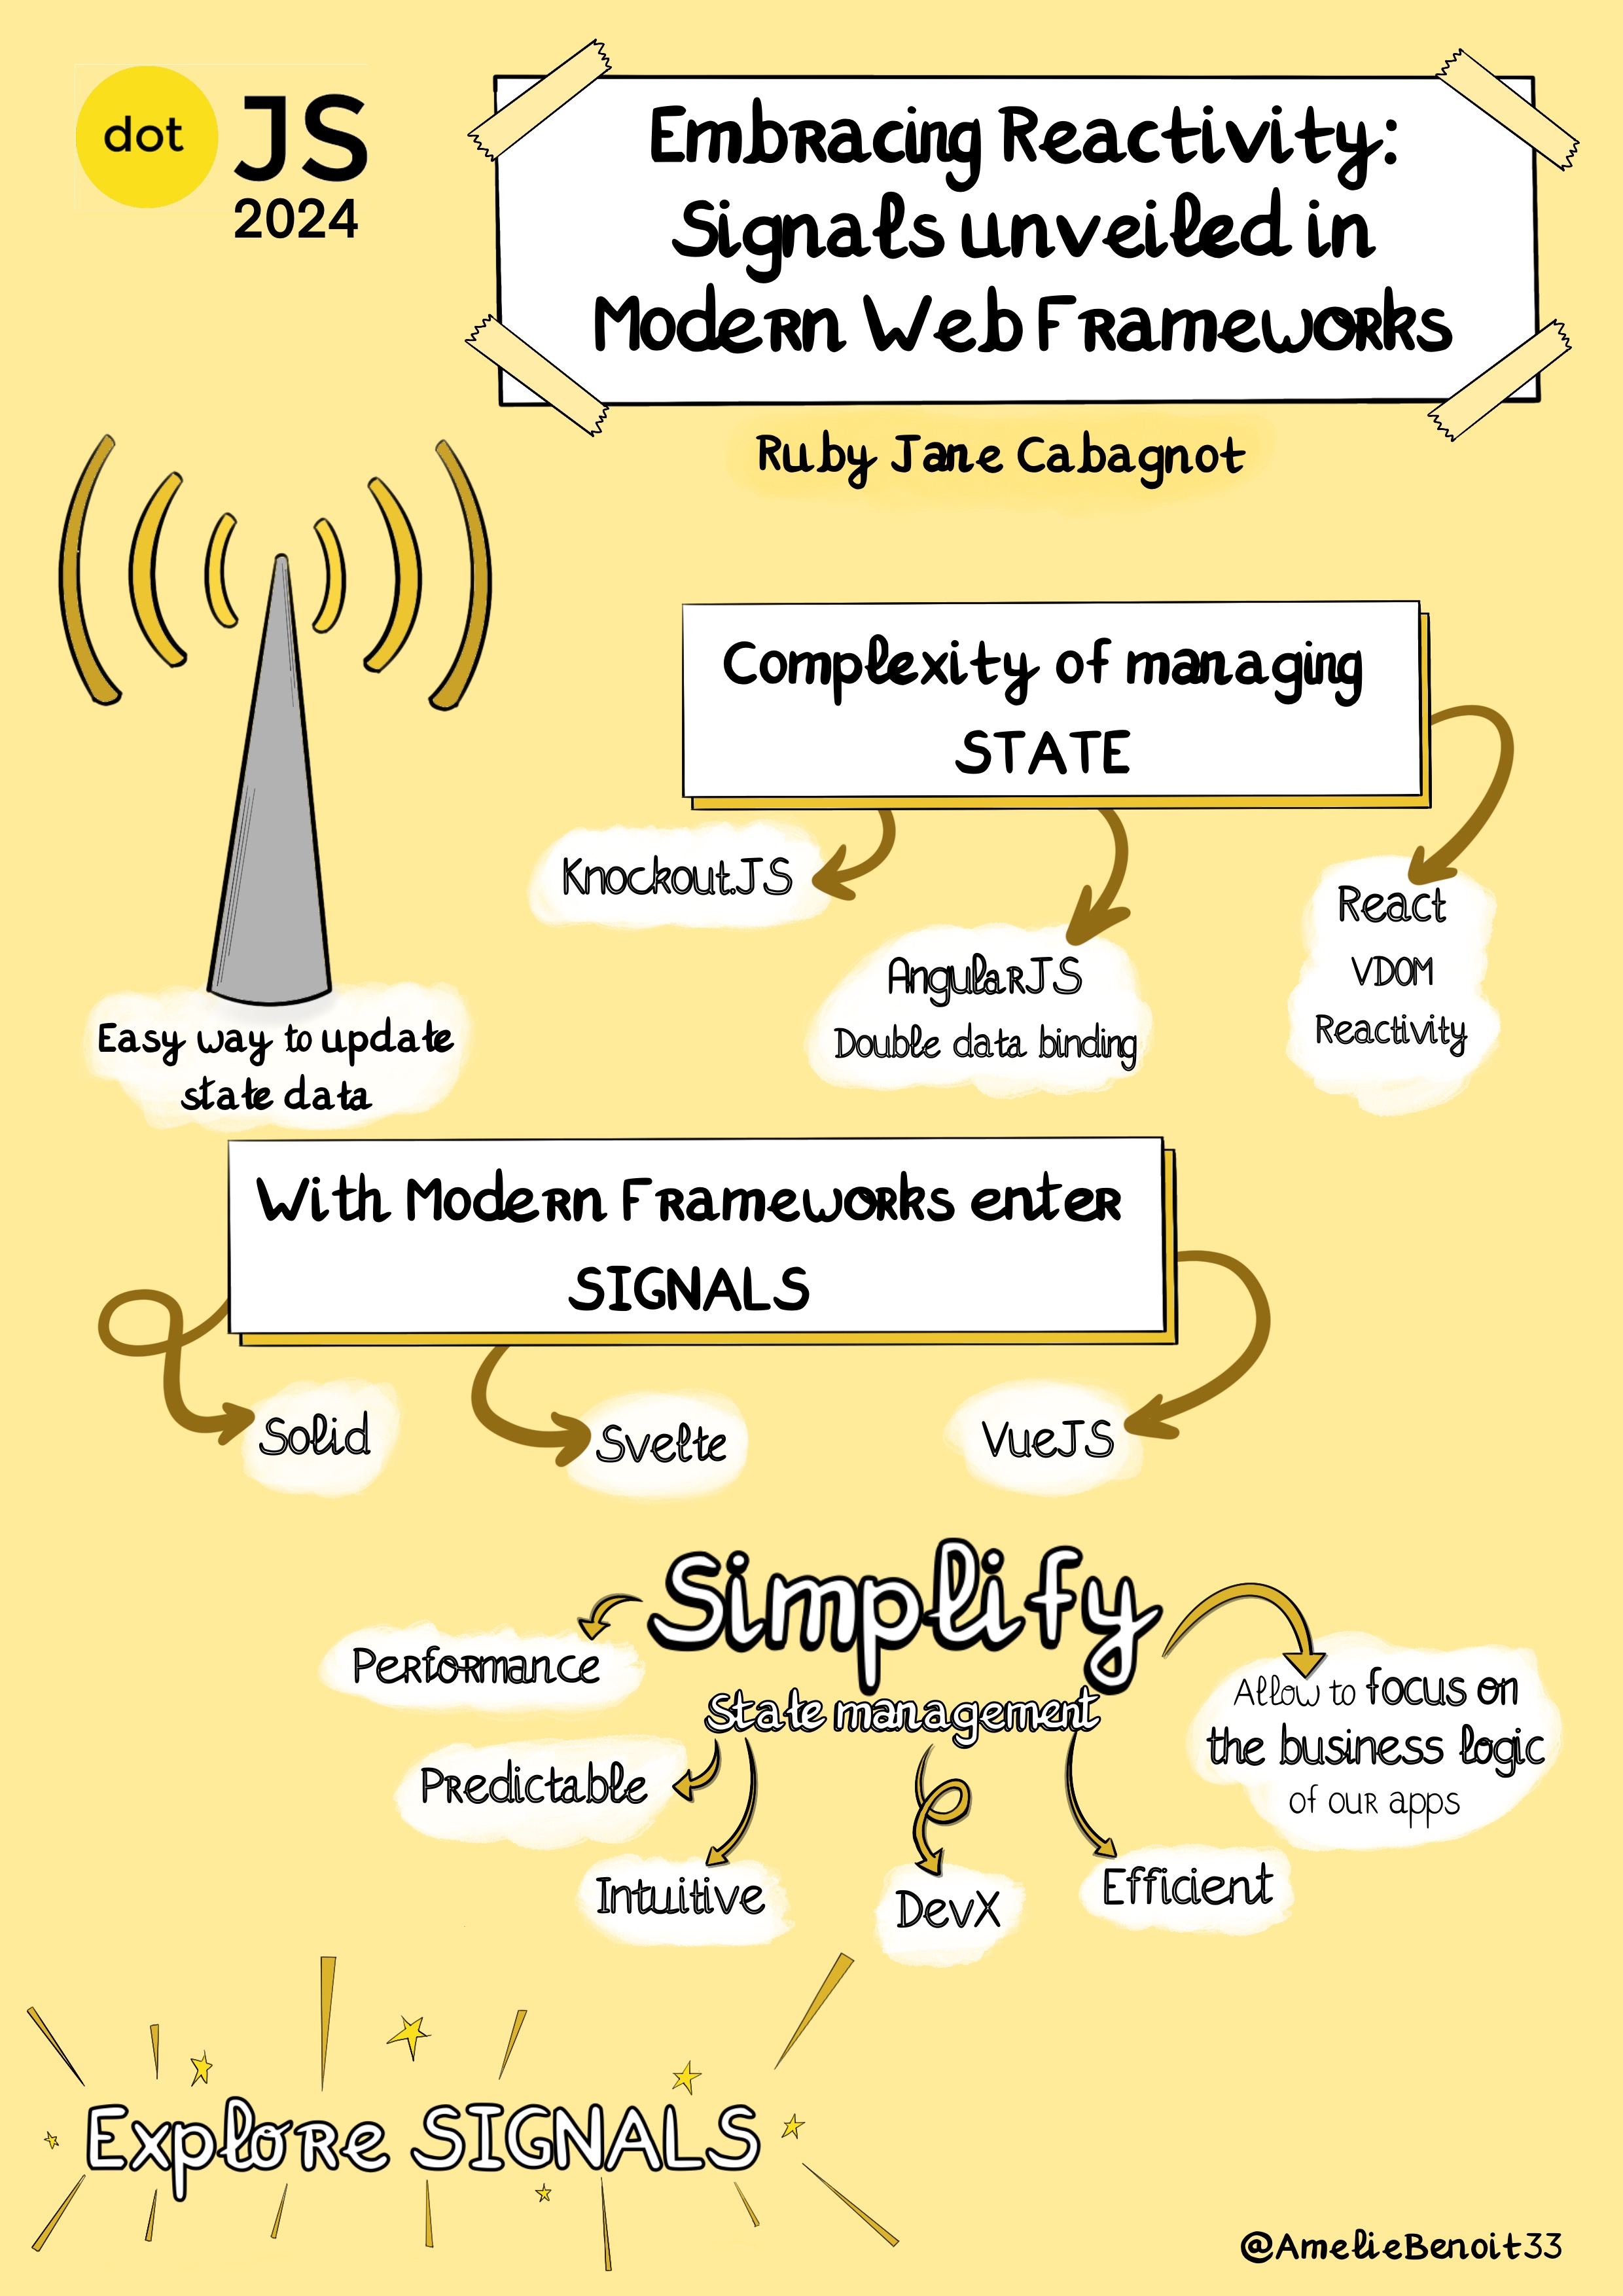 dot
JS
2024
Embracing Reactivity:
Signals unveiled in
Modern Web Frameworks
Ruby Jane Cabagnot
Complexity of managing
STATE
KnockoutJS
AngularJS
Double data binding
React
VDOM
Reactivity
Easy way to update
state data
With Modern Frameworks enter
SIGNALS
Solid
Svelte
VueJS
Simplify
State management
Performance
Predictable
Intuitive
DevX
Efficient
Allow to focus on
the business logic
of our apps
Explore SIGNALS
@AmelieBenoit33